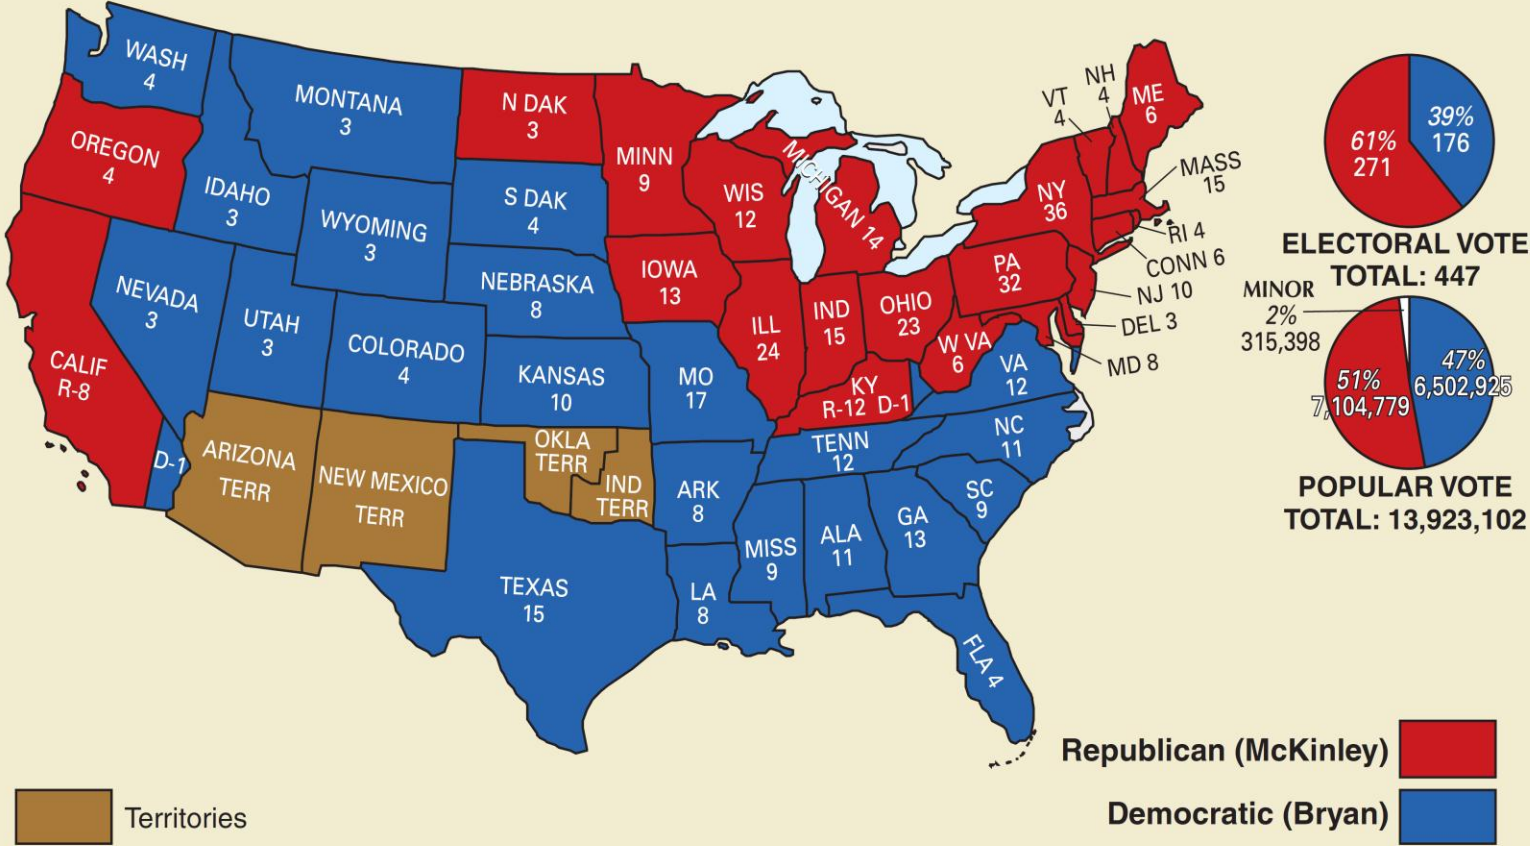 WASH
4
OREGON
4
CALIF
R-8
D-1
NEVADA
3
IDAHO
3
MONTANA
3
WYOMING
3
UTAH
3
COLORADO
4
ARIZONA
TERR
NEW MEXICO
TERR
N DAK
3
S DAK
4
NEBRASKA
8
KANSAS
10
OKLA
TERR
IND
TERR
TEXAS
15
MINN
9
IOWA
13
MO
17
ARK
8
LA
8
WIS
12
MICHIGAN 14
ILL
24
IND
15
OHIO
23
KY
R-12 D-1
TENN
12
MISS
9
ALA
11
GA
13
FLA 4
SC
9
NC
11
VA
12
W VA
6
PA
32
NY
36
VT
4
NH
4
ME
6
MASS
15
RI 4
CONN 6
NJ 10
DEL 3
MD 8
61%
271
39%
176
ELECTORAL VOTE
TOTAL: 447
MINOR
2%
315,398
51%
7,104,779
47%
6,502,925
POPULAR VOTE
TOTAL: 13,923,102
Republican (McKinley)
Democratic (Bryan)
Territories